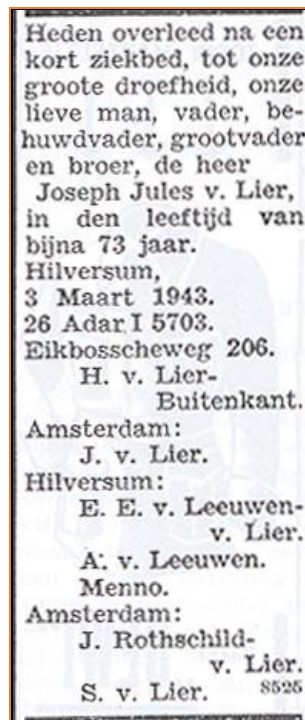 Heden overleed na een
kort ziekbed, tot onze
groote droefheid, onze
lieve man, vader, be-
huwdvader, grootvader
en broer, de heer
Joseph Jules v. Lier,
in den leeftijd van
bijna 73 jaar.
Hilversum,
3 Maart 1943.
26 Adar I 5703.
Eikbosscheweg 206.
H. v. Lier-
Buitenkant.
Amsterdam:
J. v. Lier.
Hilversum:
E. E. v. Leeuwen-
v. Lier.
A. v. Leeuwen.
Menno.
Amsterdam:
J. Rothschild-
v. Lier.
S. v. Lier. 8525